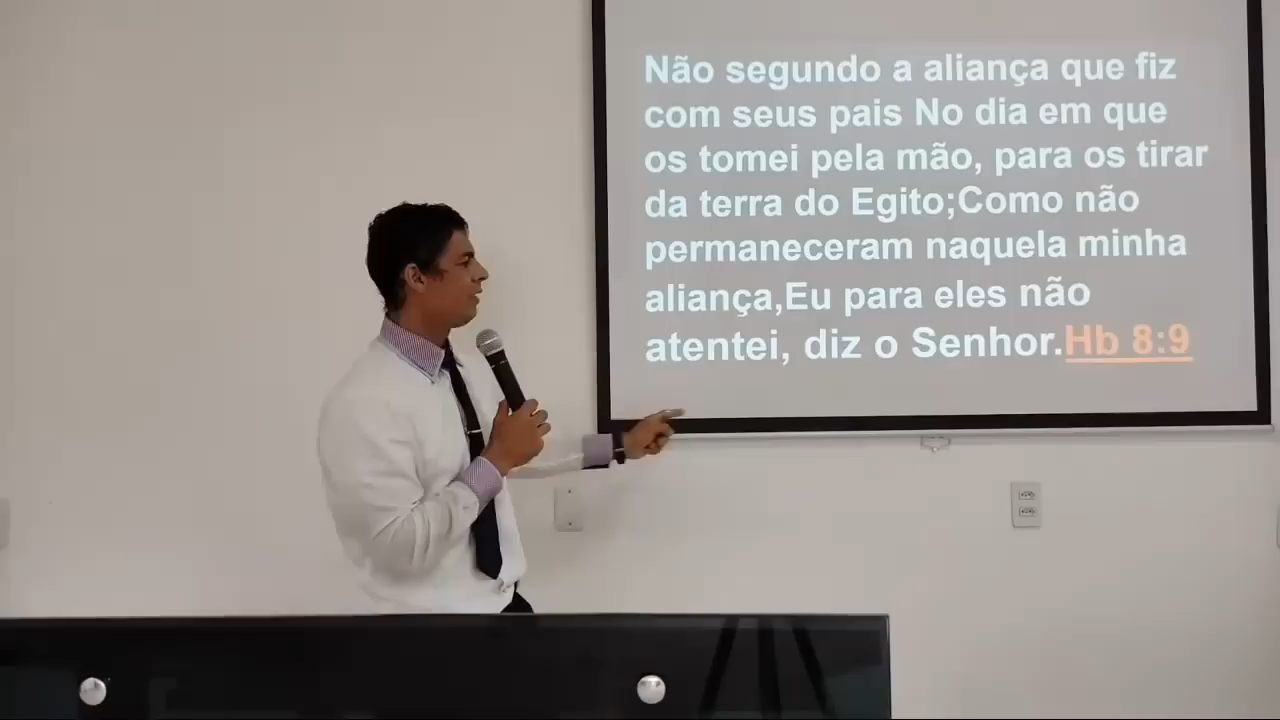 Não segundo a aliança que fiz
com seus pais No dia em que
os tomei pela mão, para os tirar
da terra do Egito;Como não
permaneceram naquela minha
aliança,Eu para eles não
atentei, diz o Senhor.Hb 8:9